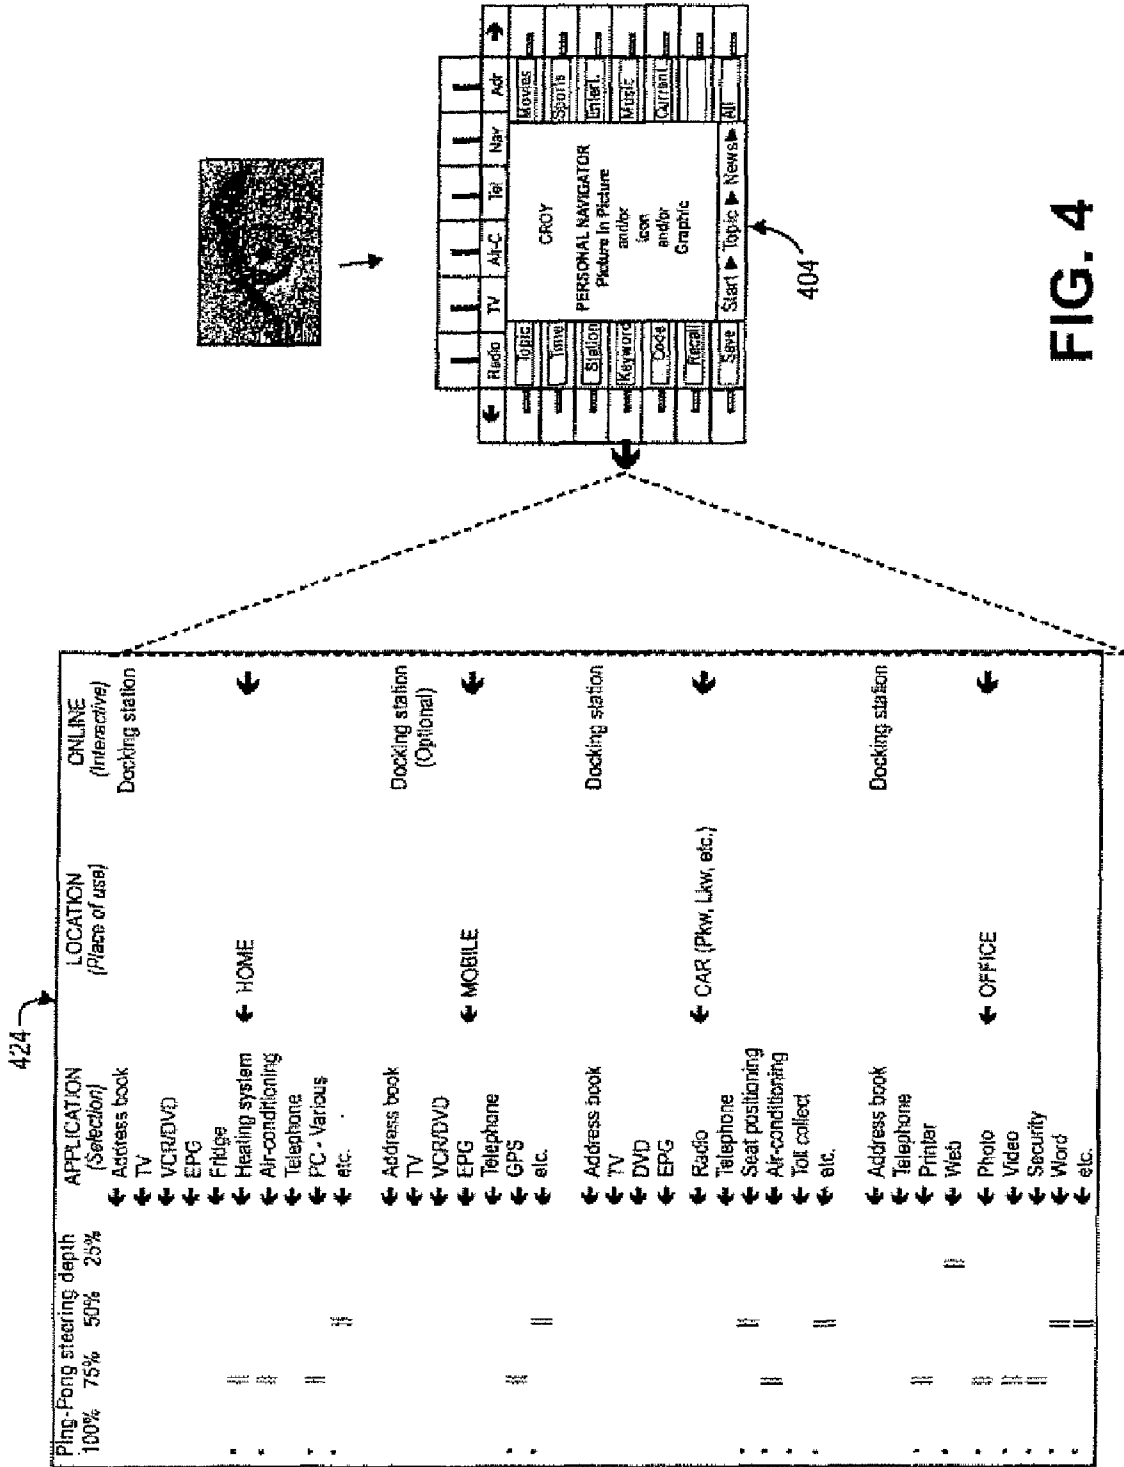 424
Ping-Pong steering depth
100% 75% 50% 25%
APPLICATION
(Selection)
LOCATION
(Place of use)
ONLINE
(Interactive)
Address book
TV
VCR/DVD
EPG
Fridge
Heating system
Air-conditioning
Telephone
PC - Various
etc.
HOME
Docking station
Address book
TV
VCR/DVD
EPG
Telephone
GPS
etc.
MOBILE
Docking station
(Optional)
Address book
TV
DVD
EPG
Radio
Telephone
Seat positioning
Air-conditioning
Toll collect
etc.
CAR (Pkw, Lkw, etc.)
Docking station
Address book
Telephone
Printer
Web
Photo
Video
Security
Word
etc.
OFFICE
Docking station
Radio TV Air-C Tel Nav Adr
Topic
Time
Station
Keyword
Code
Recall
Save
CROY
PERSONAL NAVIGATOR
Picture in Picture
and/or
Icon
and/or
Graphic
Movies
Sports
Entert.
Music
Current
All
Start ▶ Topic ▶ News ▶
404
FIG. 4